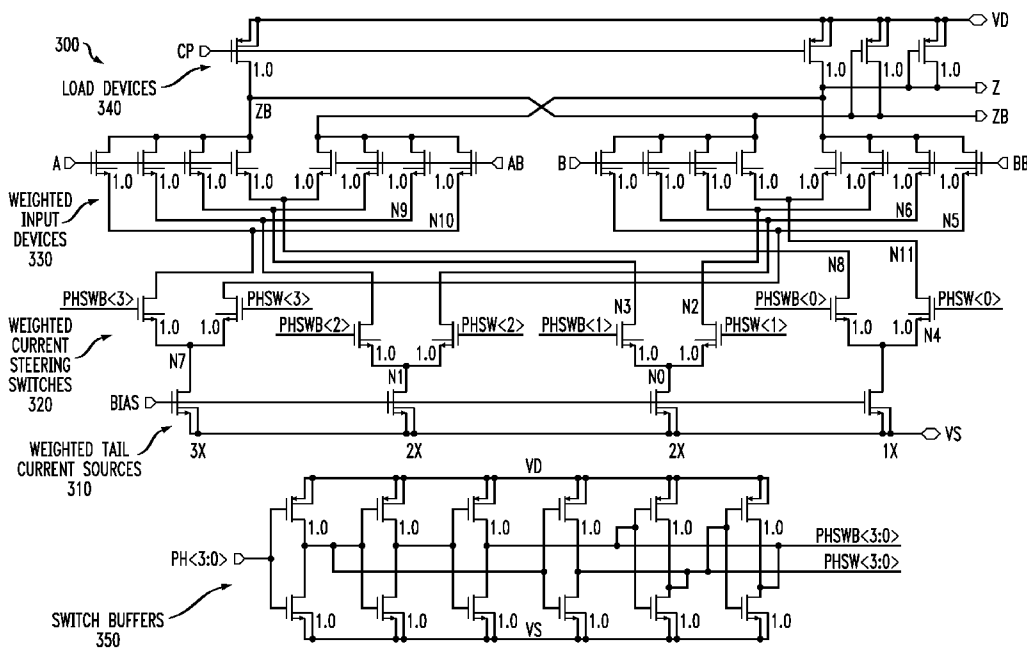 VD
300
CP
1.0
1.0
1.0
1.0
LOAD DEVICES
340
Z
ZB
ZB
A
AB
B
BB
1.0 1.0 1.0 1.0 1.0 1.0 1.0 1.0
1.0 1.0 1.0 1.0 1.0 1.0 1.0 1.0
WEIGHTED
INPUT
DEVICES
330
N9
N10
N6
N5
N8
N11
PHSWB<3>
PHSW<3>
N3
N2
PHSWB<0>
PHSW<0>
1.0 1.0
1.0 1.0
PHSWB<2>
PHSW<2>
PHSWB<1>
PHSW<1>
1.0 1.0
1.0 1.0
WEIGHTED
CURRENT
STEERING
SWITCHES
320
N7
N1
N0
N4
BIAS
VS
WEIGHTED TAIL
CURRENT SOURCES
310
3X
2X
2X
1X
VD
1.0 1.0 1.0 1.0 1.0 1.0
PHSWB<3:0>
PH<3:0>
PHSW<3:0>
SWITCH BUFFERS
350
1.0 1.0 1.0 1.0 1.0 1.0
VS